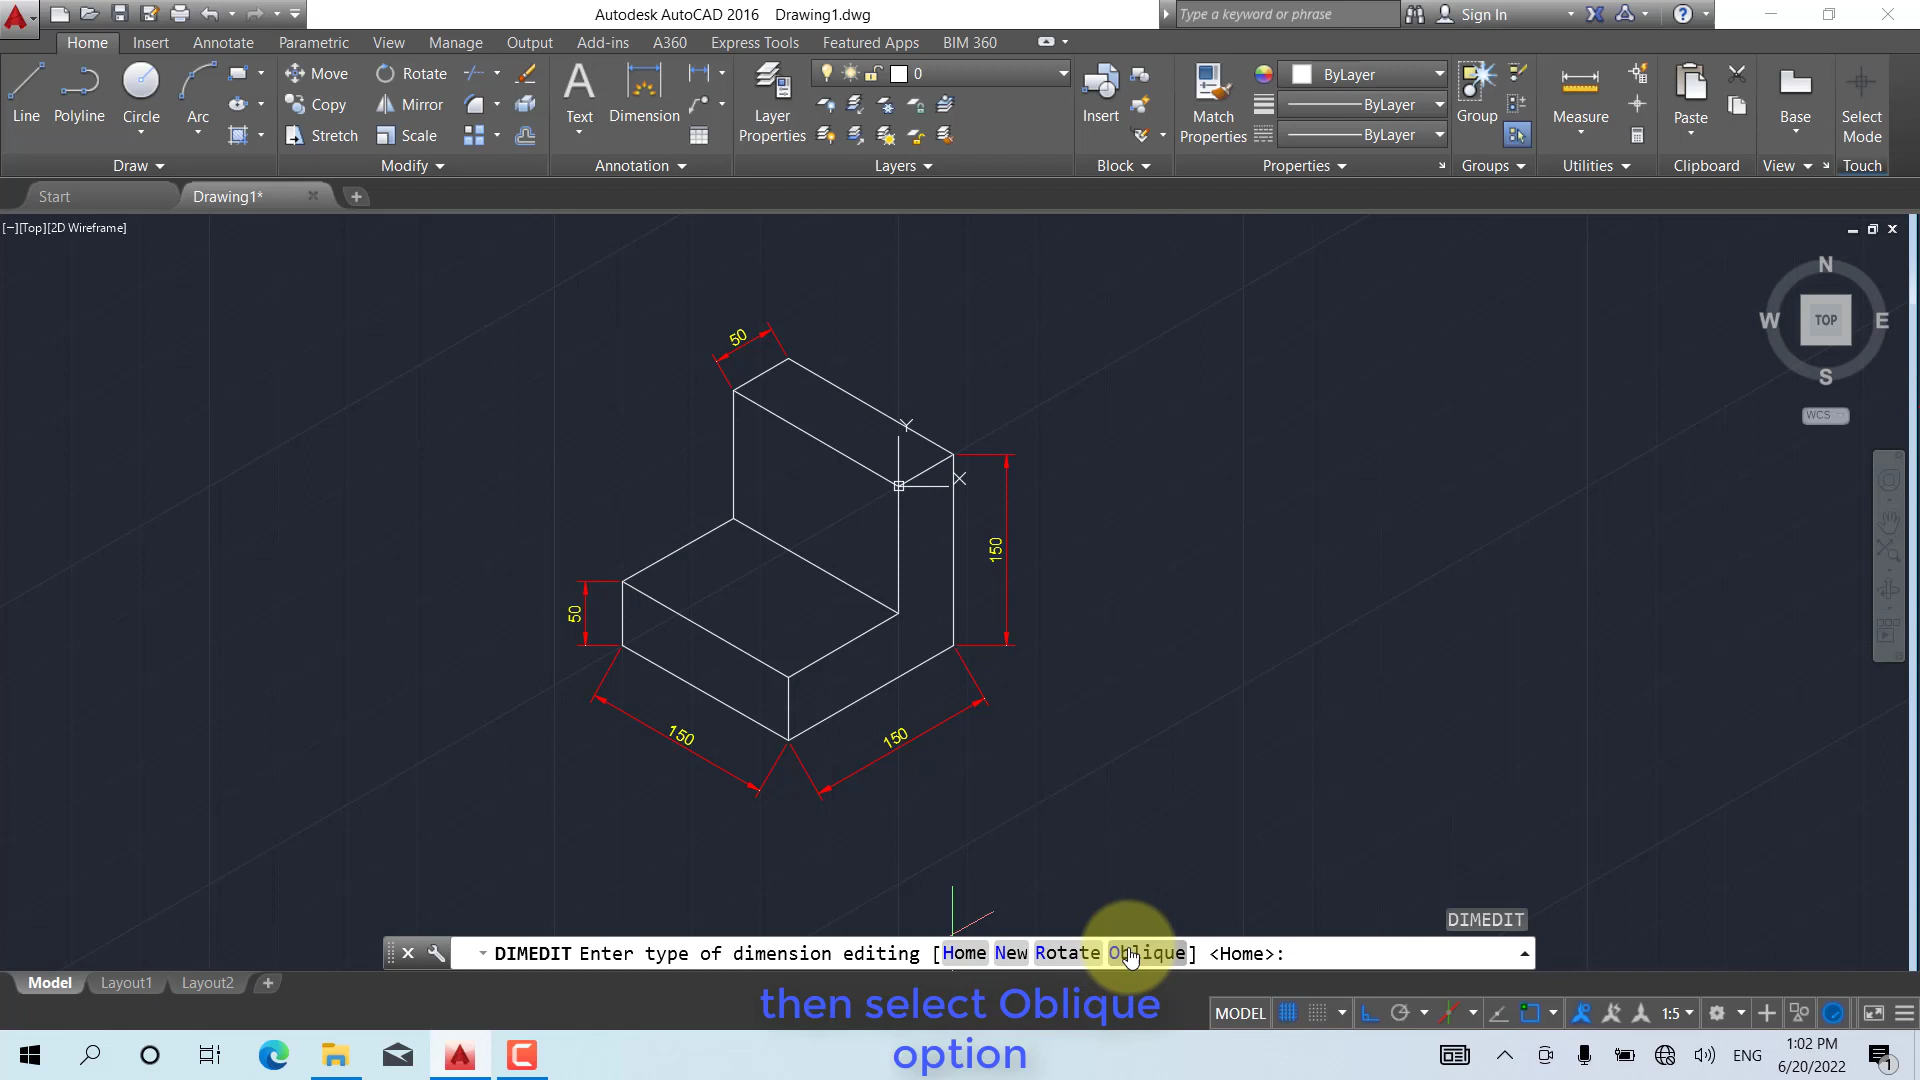 Autodesk AutoCAD 2016 Drawing1.dwg
Type a keyword or phrase
Sign In
Home Insert Annotate Parametric View Manage Output Add-ins A360 Express Tools Featured Apps BIM 360
Line Polyline Circle Arc
Move Rotate
Copy Mirror
Stretch Scale
Text Dimension
Layer Properties
0
Insert
Match Properties
ByLayer
ByLayer
ByLayer
Group
Measure
Paste
Base
Select Mode
Draw Modify Annotation Layers Block Properties Groups Utilities Clipboard View Touch
Start Drawing1*
[−][Top][2D Wireframe]
N
W TOP E
S
WCS
50
Y
X
150
50
150
150
DIMEDIT
DIMEDIT Enter type of dimension editing [Home New Rotate Oblique] <Home>:
Model Layout1 Layout2
then select Oblique
option
MODEL 1:5
ENG
1:02 PM
6/20/2022
1